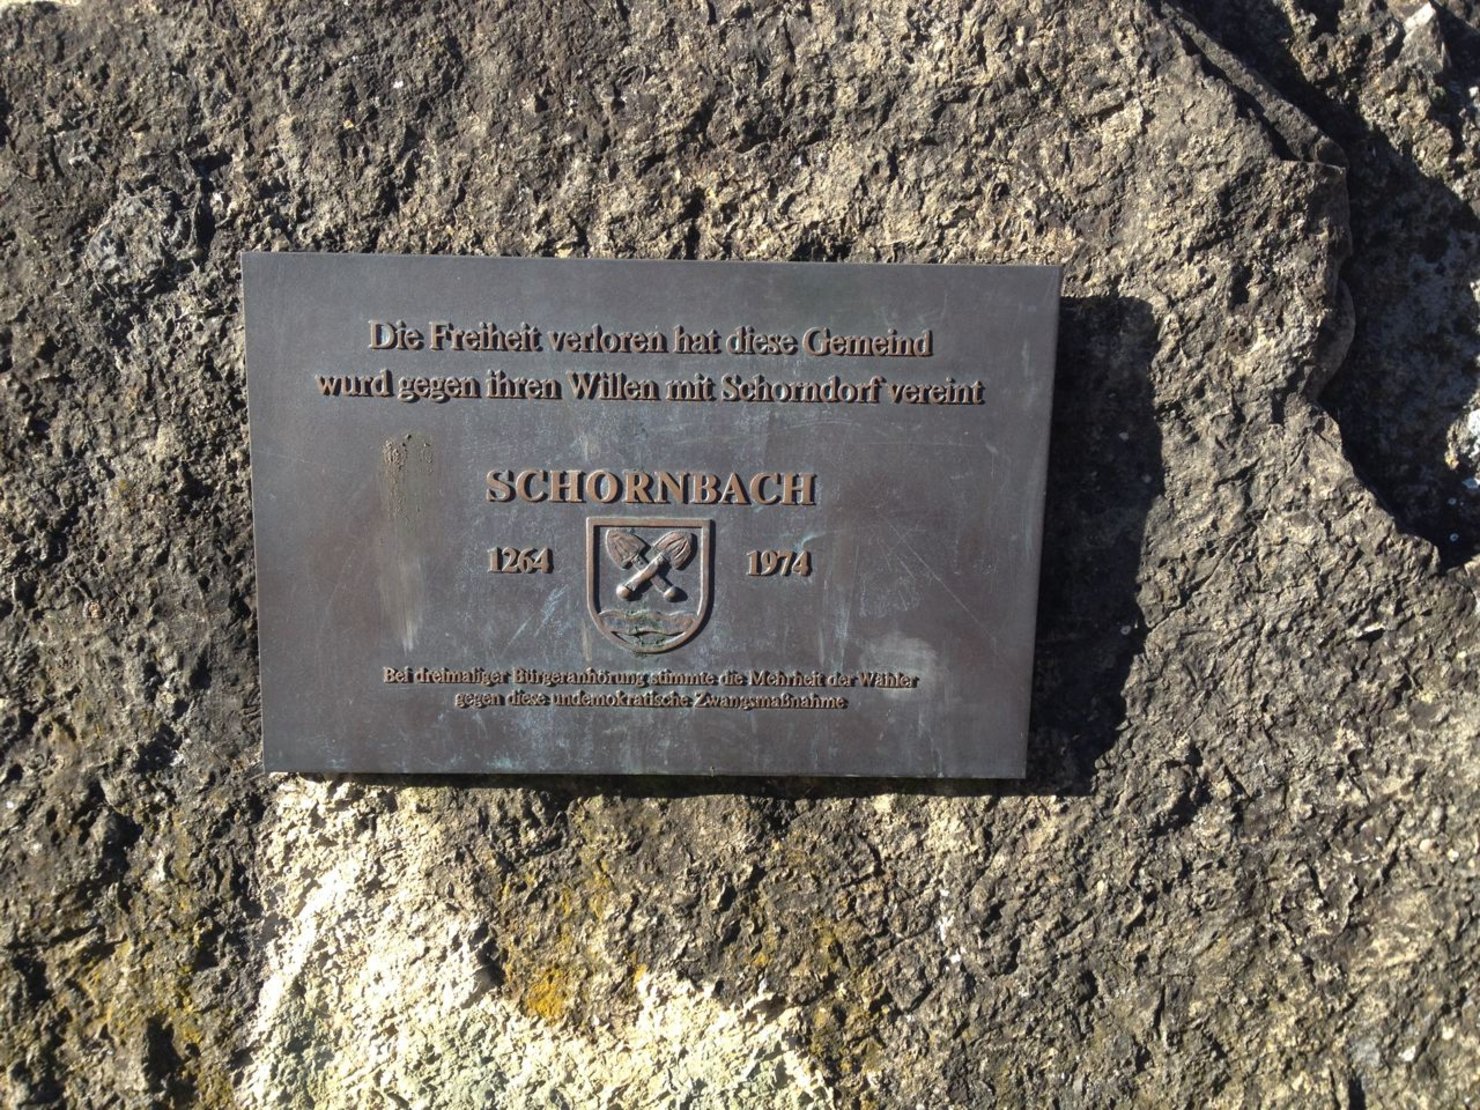 Die Freiheit verloren hat diese Gemeind
wurd gegen ihren Willen mit Schorndorf vereint
SCHORNBACH
1264 1974
Bei dreimaliger Bürgeranhörung stimmte die Mehrheit der Wähler
gegen diese undemokratische Zwangsmaßnahme